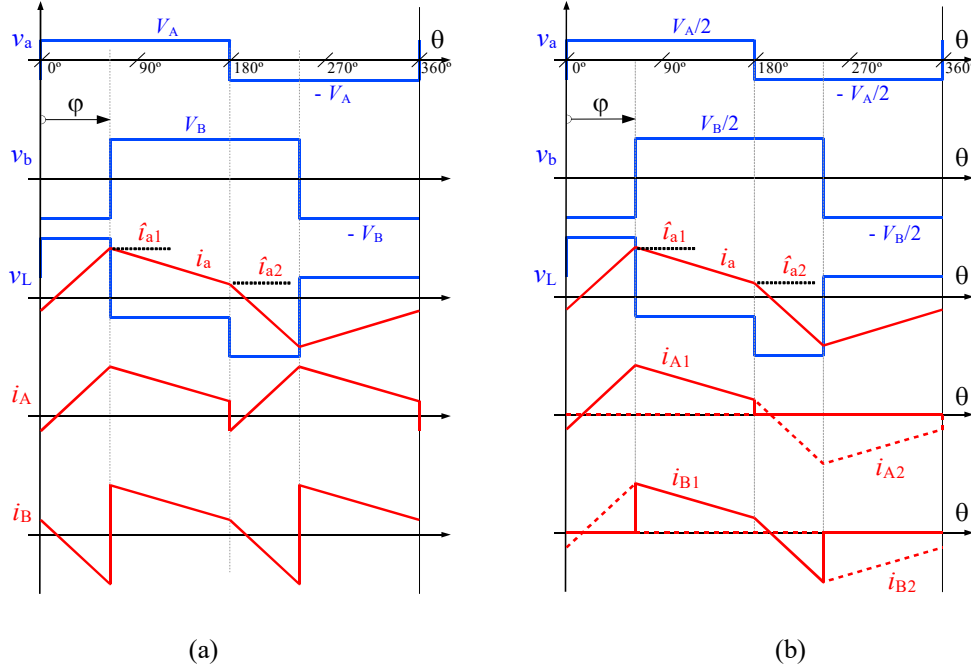 v_a V_A θ
0° 90° 180° 270° 360°
- V_A
φ
V_B
v_b
- V_B
î_a1
i_a î_a2
v_L
i_A
i_B
(a)
v_a V_A/2 θ
0° 90° 180° 270° 360°
- V_A/2
φ
V_B/2
v_b θ
- V_B/2
î_a1
i_a î_a2
v_L θ
i_A1
θ
i_A2
i_B1
θ
i_B2
(b)